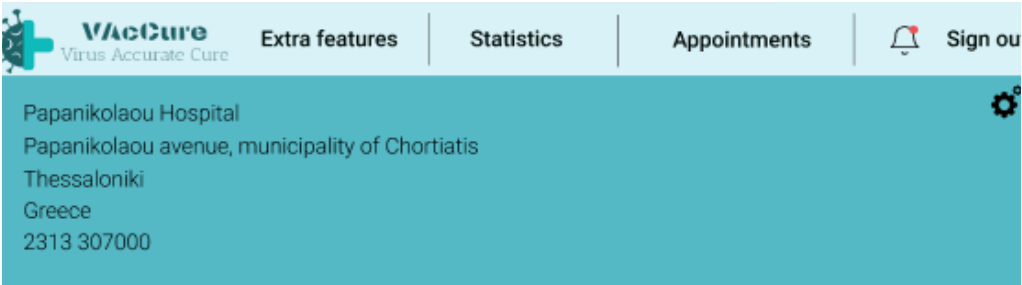 VAcCure
Virus Accurate Cure
Extra features
Statistics
Appointments
Sign ou
Papanikolaou Hospital
Papanikolaou avenue, municipality of Chortiatis
Thessaloniki
Greece
2313 307000